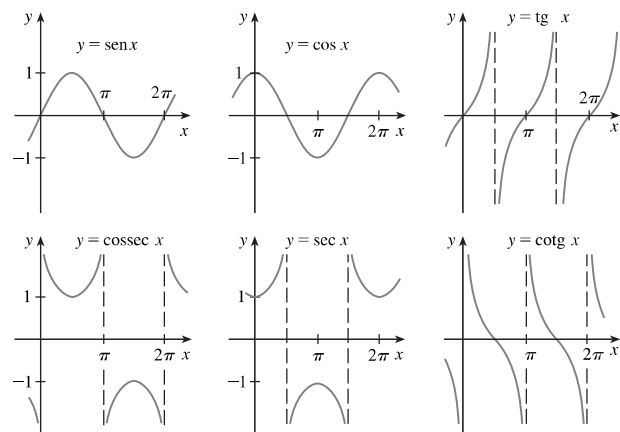 y
y = sen x
1
π
2π
x
−1
y
y = cos x
1
π
2π x
−1
y
y = tg x
2π
π
x
y
y = cossec x
1
π
2π x
−1
y
y = sec x
1
π
2π x
−1
y
y = cotg x
π
2π x